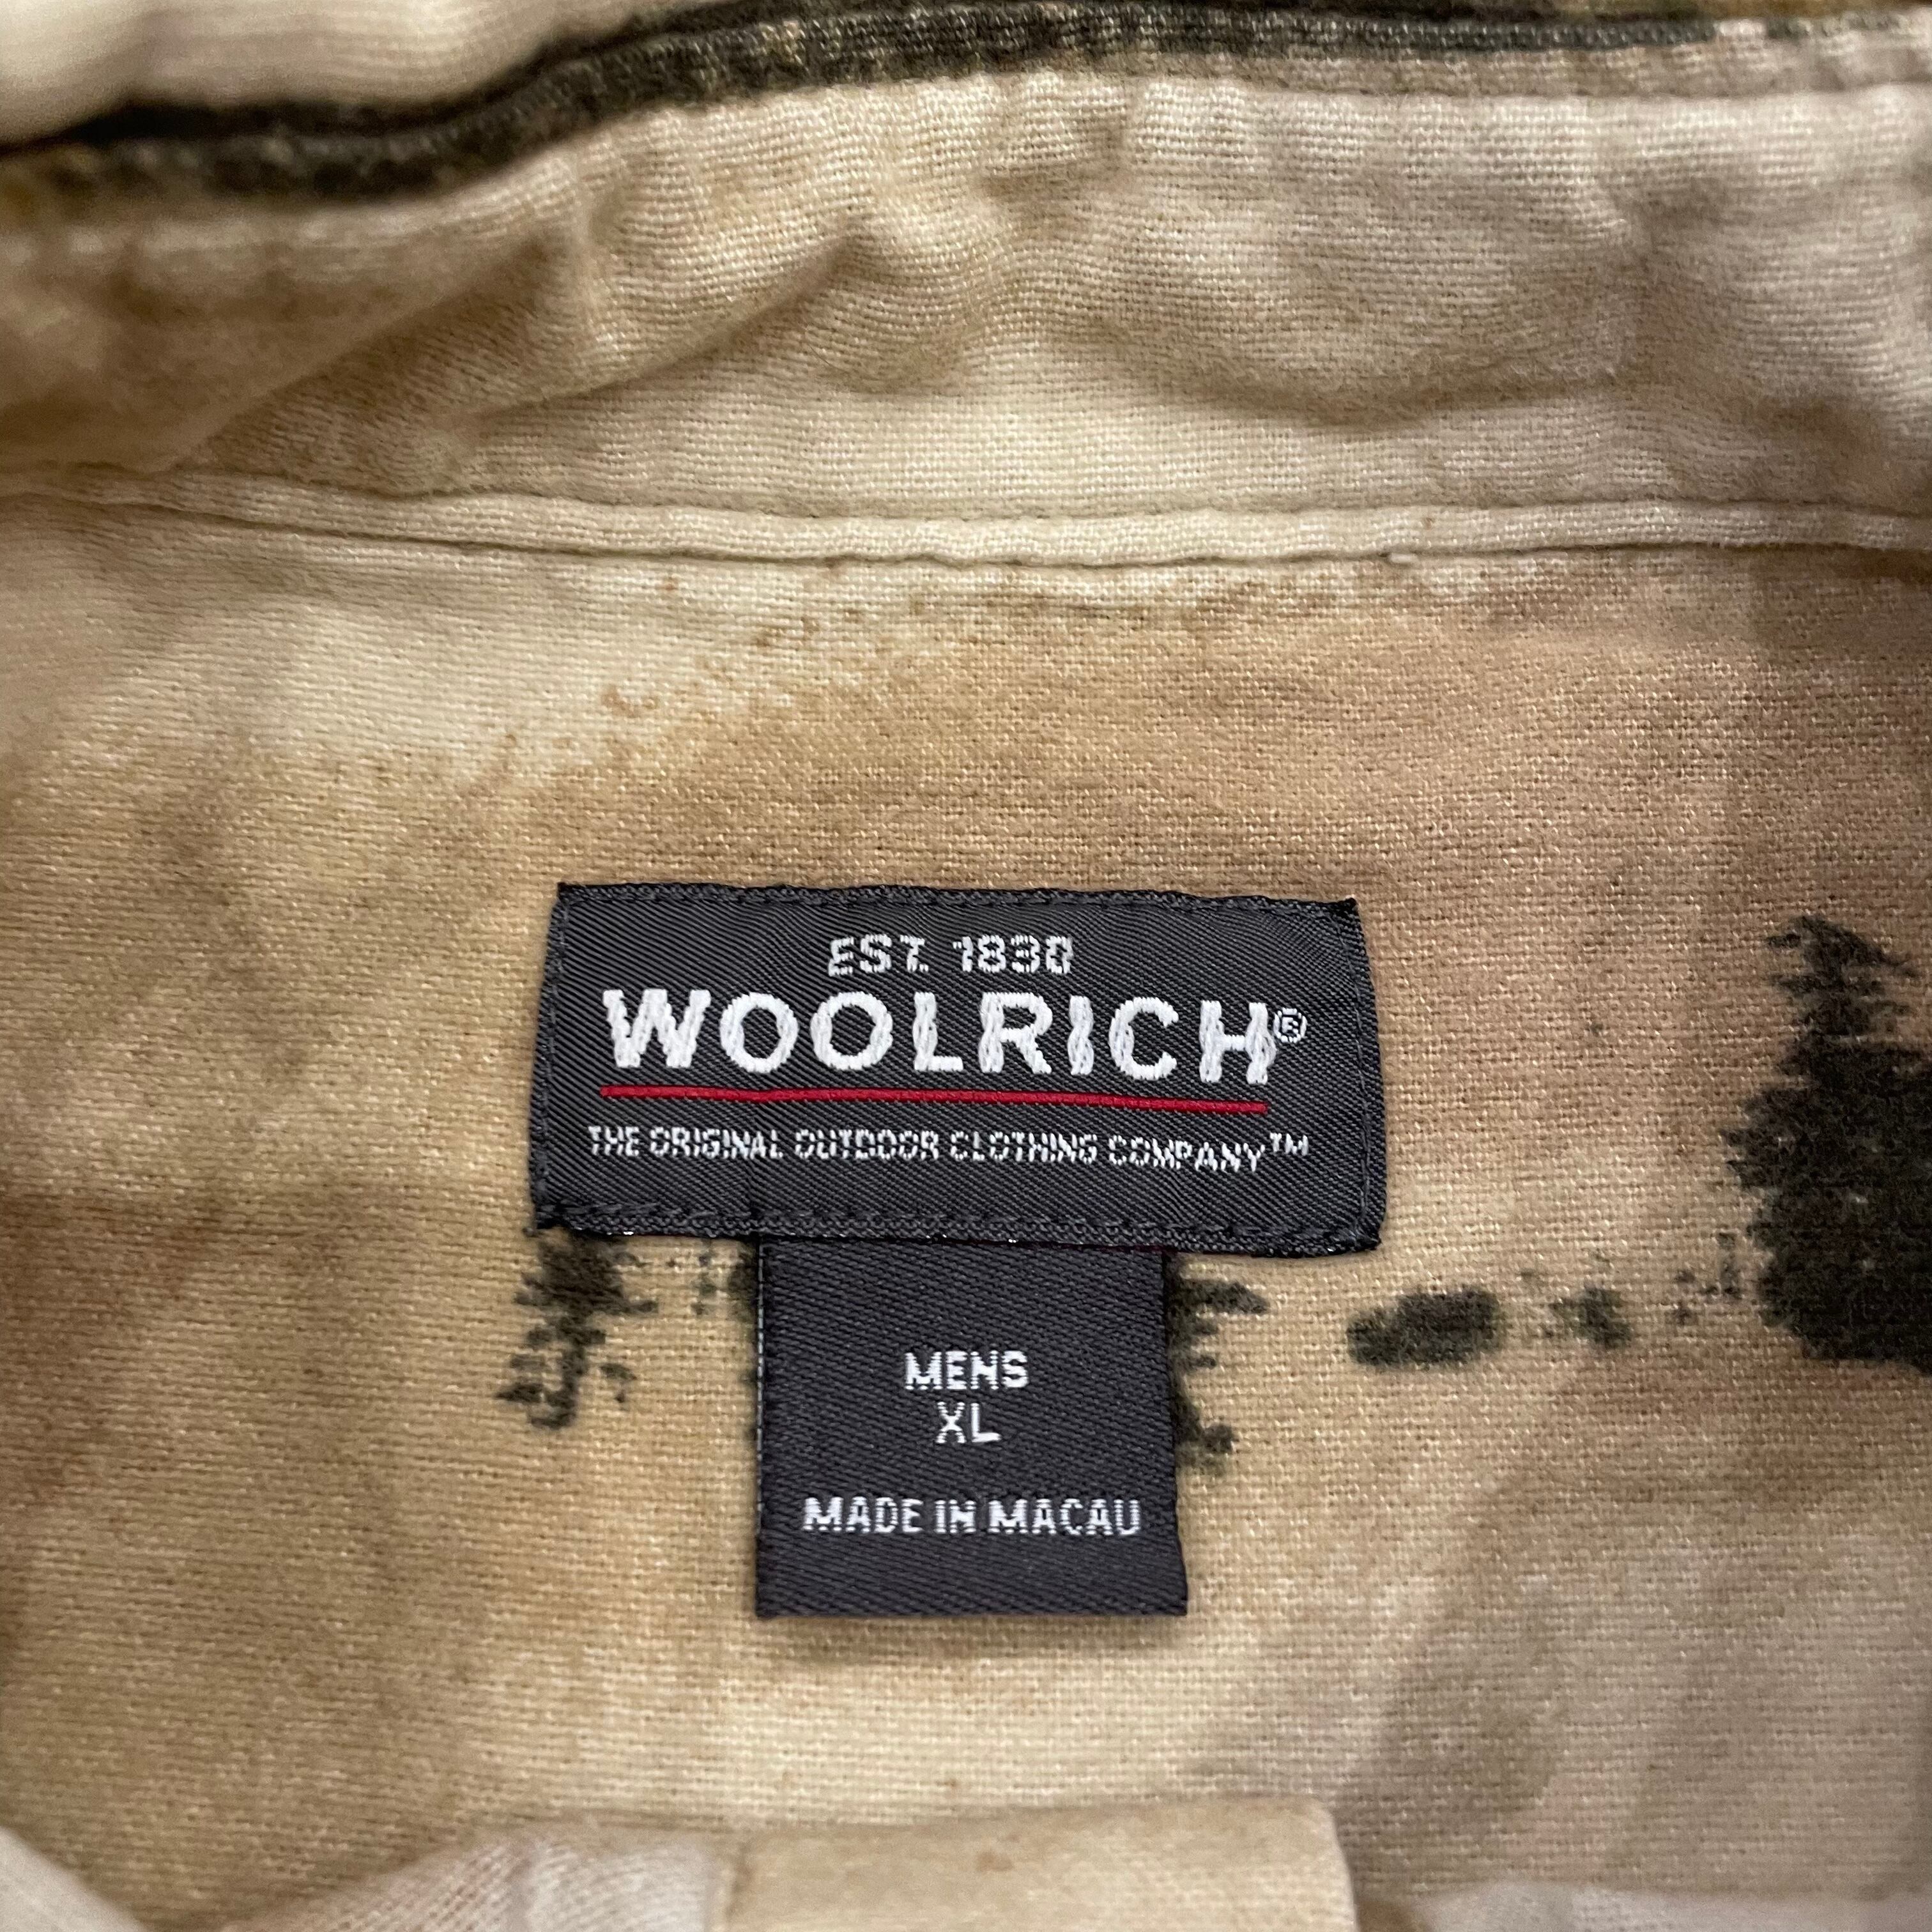 EST. 1830
WOOLRICH®
THE ORIGINAL OUTDOOR CLOTHING COMPANY™
MENS
XL
MADE IN MACAU